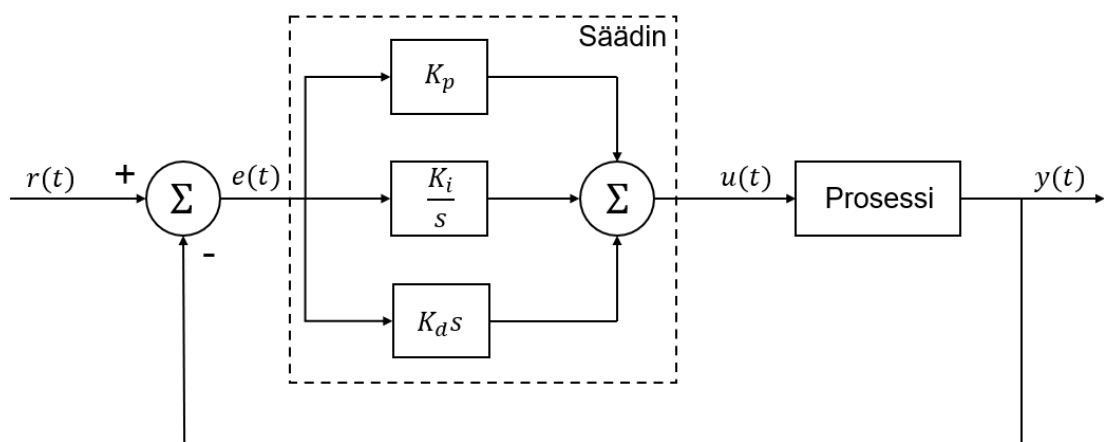 Säädin
K_p
r(t) + Σ e(t) K_i/s Σ u(t) Prosessi y(t)
-
K_d s